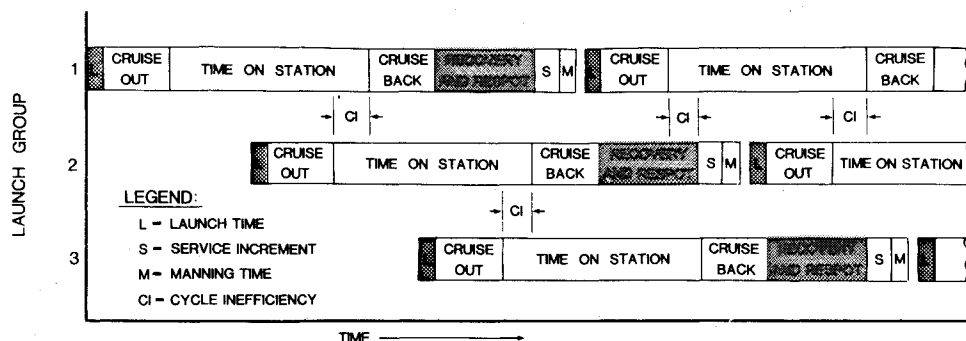 LAUNCH GROUP
1
L
CRUISE OUT
TIME ON STATION
CRUISE BACK
RECOVERY AND RESPOT
S
M
L
CRUISE OUT
TIME ON STATION
CRUISE BACK
CI
CI
CI
2
L
CRUISE OUT
TIME ON STATION
CRUISE BACK
RECOVERY AND RESPOT
S
M
L
CRUISE OUT
TIME ON STATION
CI
LEGEND:
L - LAUNCH TIME
S - SERVICE INCREMENT
M - MANNING TIME
CI - CYCLE INEFFICIENCY
3
L
CRUISE OUT
TIME ON STATION
CRUISE BACK
RECOVERY AND RESPOT
S
M
L
TIME